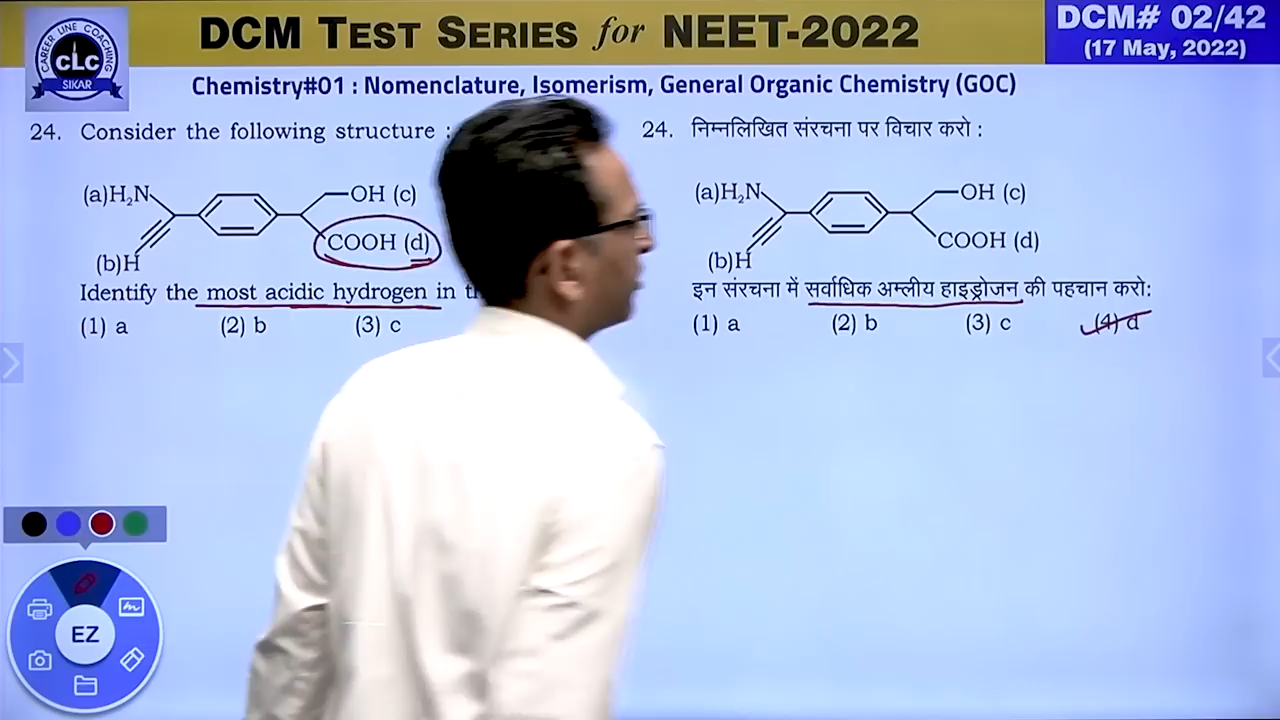 DCM TEST SERIES for NEET-2022
DCM# 02/42
(17 May, 2022)
CAREER LINE COACHING
CLC
SIKAR
Chemistry#01 : Nomenclature, Isomerism, General Organic Chemistry (GOC)
24. Consider the following structure :
(a)H₂N
OH (c)
COOH (d)
(b)H
Identify the most acidic hydrogen in
(1) a (2) b (3) c
24. निम्नलिखित संरचना पर विचार करो :
(a)H₂N
OH (c)
COOH (d)
(b)H
इन संरचना में सर्वाधिक अम्लीय हाइड्रोजन की पहचान करो:
(1) a (2) b (3) c (4) d
EZ